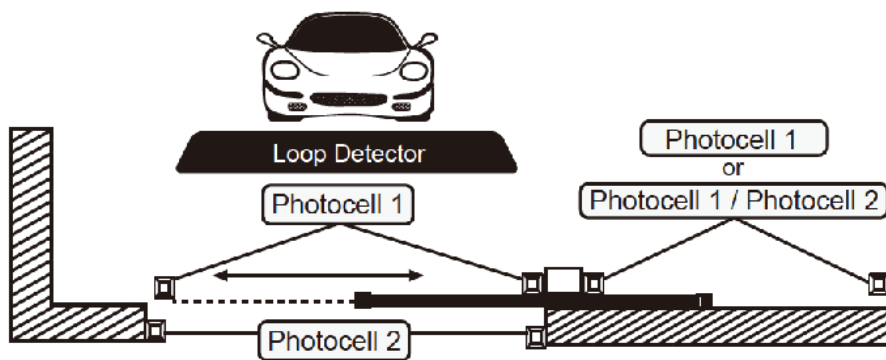 Loop Detector
Photocell 1
Photocell 1
or
Photocell 1 / Photocell 2
Photocell 2